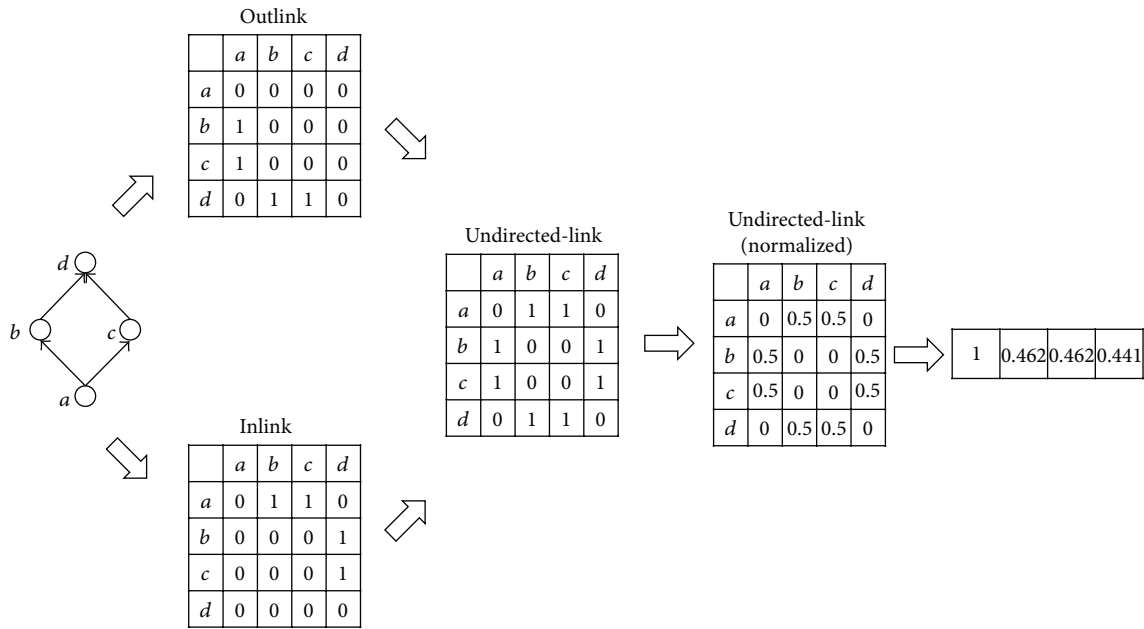 Outlink
a b c d
a 0 0 0 0
b 1 0 0 0
c 1 0 0 0
d 0 1 1 0
d
b
c
a
Inlink
a b c d
a 0 1 1 0
b 0 0 0 1
c 0 0 0 1
d 0 0 0 0
Undirected-link
a b c d
a 0 1 1 0
b 1 0 0 1
c 1 0 0 1
d 0 1 1 0
Undirected-link
(normalized)
a b c d
a 0 0.5 0.5 0
b 0.5 0 0 0.5
c 0.5 0 0 0.5
d 0 0.5 0.5 0
1 0.462 0.462 0.441